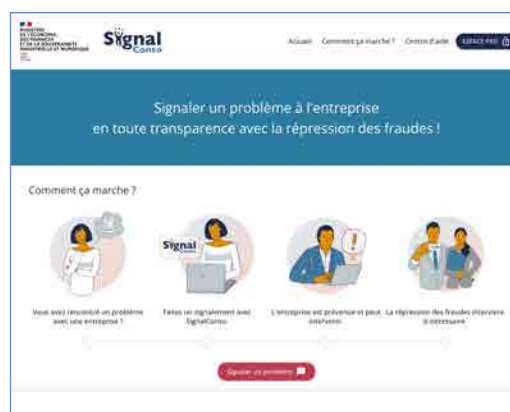 MINISTÈRE
DE L'ÉCONOMIE,
DES FINANCES
ET DE LA SOUVERAINETÉ
INDUSTRIELLE ET NUMÉRIQUE
Signal
Conso
Accueil Comment ça marche ? Centre d'aide ESPACE PRO
Signaler un problème à l'entreprise
en toute transparence avec la répression des fraudes !
Comment ça marche ?
Signal
Conso
Vous avez rencontré un problème
avec une entreprise ?
Faites un signalement avec
SignalConso
L'entreprise est prévenue et peut
intervenir
La répression des fraudes intervient
si nécessaire
Signaler un problème